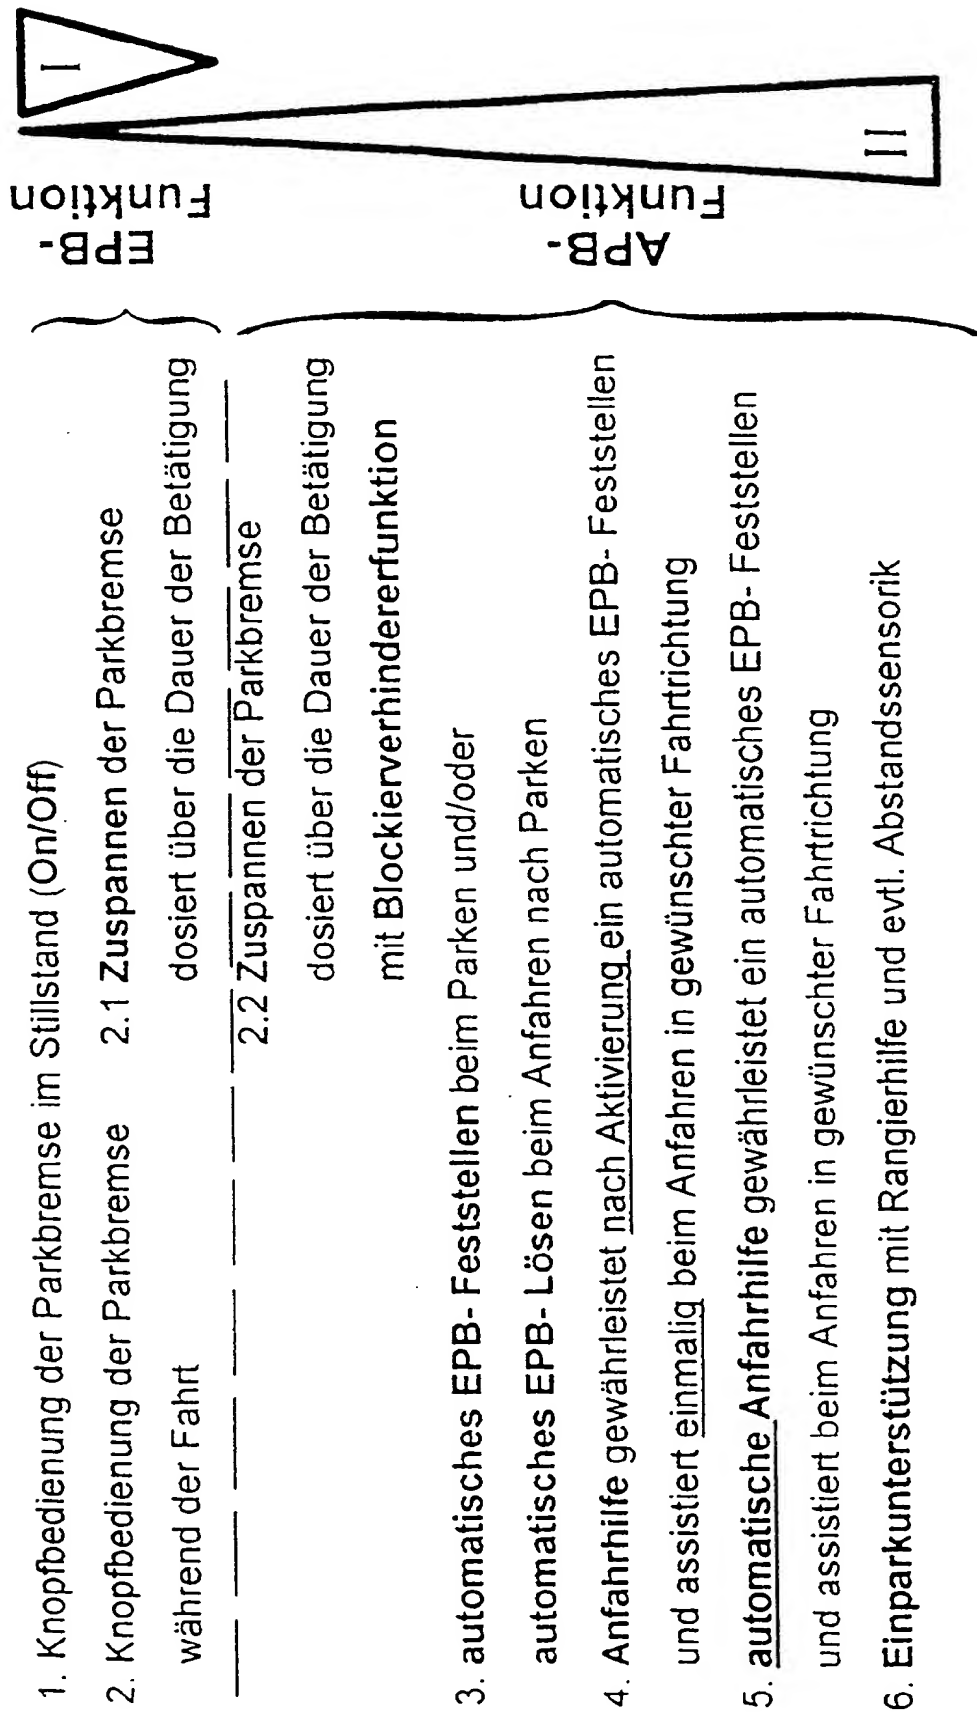 1. Knopfbedienung der Parkbremse im Stillstand (On/Off)
2. Knopfbedienung der Parkbremse 2.1 Zuspannen der Parkbremse
während der Fahrt dosiert über die Dauer der Betätigung
2.2 Zuspannen der Parkbremse
dosiert über die Dauer der Betätigung
mit Blockierverhindererfunktion
3. automatisches EPB- Feststellen beim Parken und/oder
automatisches EPB- Lösen beim Anfahren nach Parken
4. Anfahrhilfe gewährleistet nach Aktivierung ein automatisches EPB- Feststellen
und assistiert einmalig beim Anfahren in gewünschter Fahrtrichtung
5. automatische Anfahrhilfe gewährleistet ein automatisches EPB- Feststellen
und assistiert beim Anfahren in gewünschter Fahrtrichtung
6. Einparkunterstützung mit Rangierhilfe und evtl. Abstandssensorik
EPB-
Funktion
APB-
Funktion
I
II